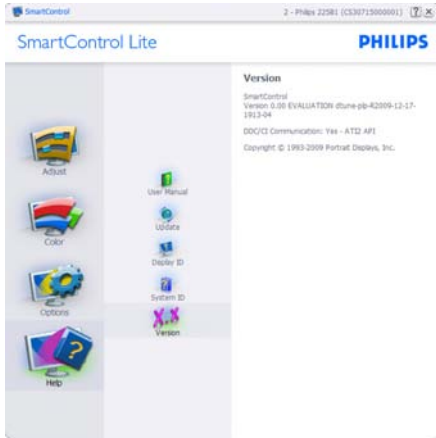 SmartControl
2 - Philips 225B1 (CS30715000001)
SmartControl Lite
PHILIPS
Adjust
Color
Options
Help
User Manual
Update
Display ID
System ID
Version
Version
SmartControl
Version 0.00 EVALUATION dtune-plp-R2009-12-17-
1913-04
DDC/CI Communication: Yes - ATI2 API
Copyright © 1993-2009 Portrait Displays, Inc.